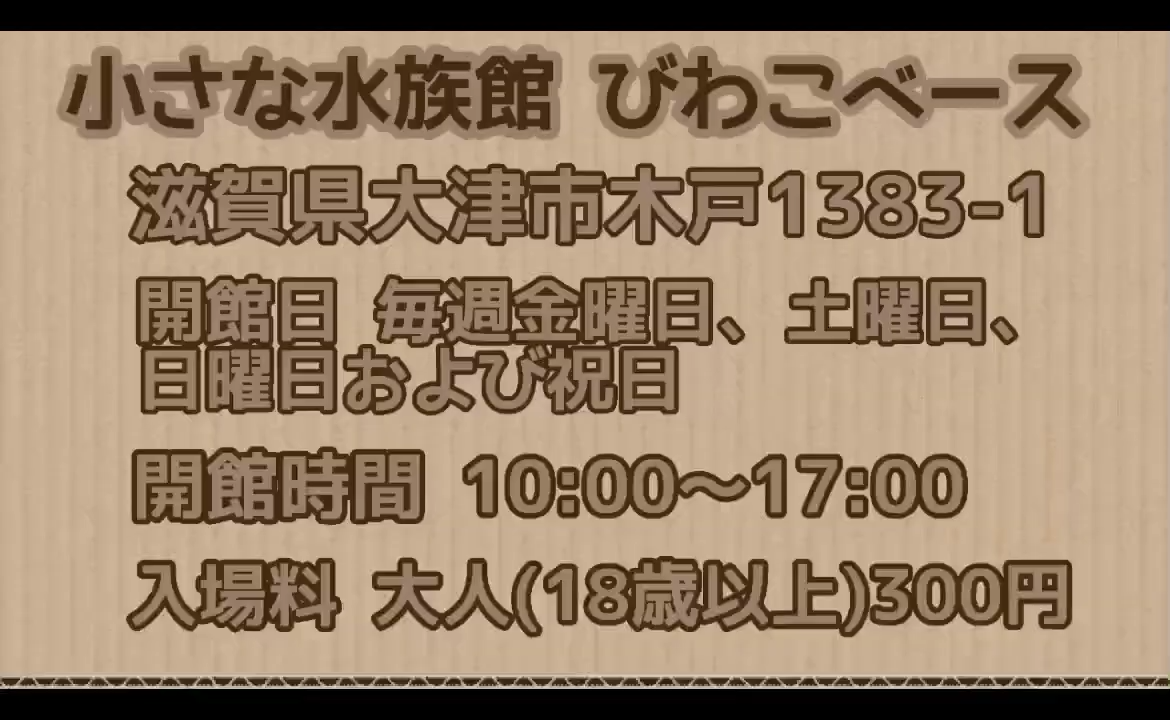 小さな水族館 びわこベース
滋賀県大津市木戸1383-1
開館日 毎週金曜日、土曜日、
日曜日および祝日
開館時間 10:00〜17:00
入場料 大人(18歳以上)300円